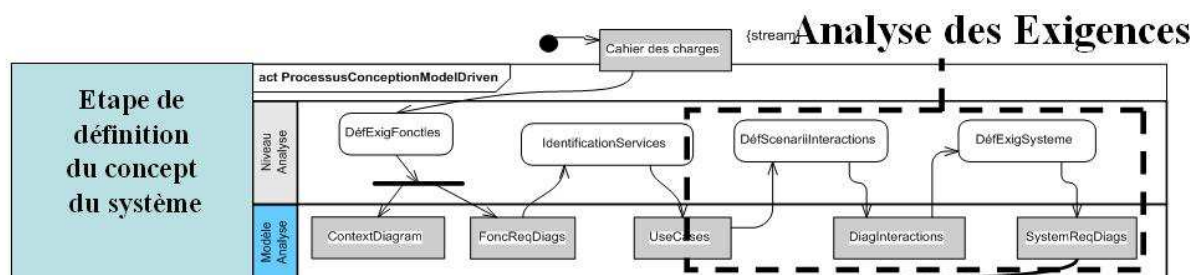 {stream}
Analyse des Exigences
Cahier des charges
act ProcessusConceptionModelDriven
Etape de
définition
du concept
du système
Niveau
Analyse
DéfExigFonctles
IdentificationServices
DéfScenariiInteractions
DéfExigSysteme
Modèle
Analyse
ContextDiagram
FoncReqDiags
UseCases
DiagInteractions
SystemReqDiags